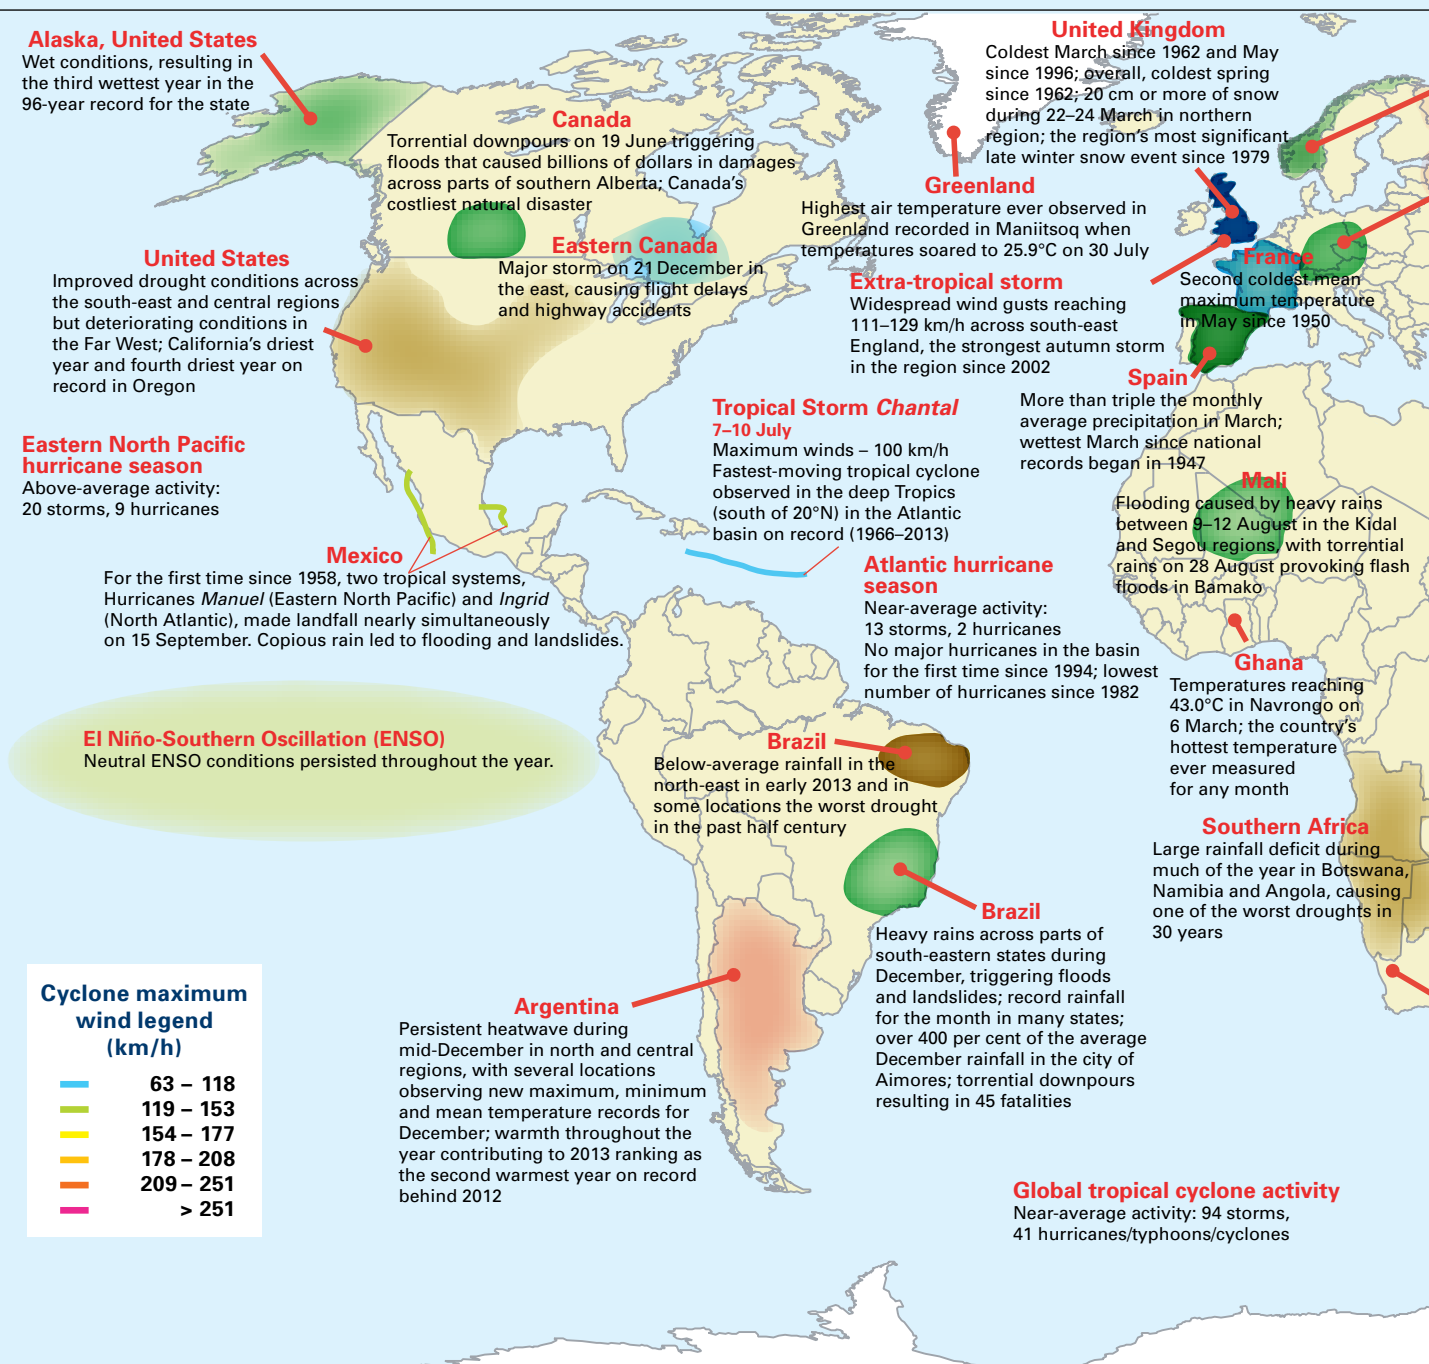 Alaska, United States
Wet conditions, resulting in
the third wettest year in the
96-year record for the state
Canada
Torrential downpours on 19 June triggering
floods that caused billions of dollars in damages
across parts of southern Alberta; Canada's
costliest natural disaster
United Kingdom
Coldest March since 1962 and May
since 1996; overall, coldest spring
since 1962; 20 cm or more of snow
during 22–24 March in northern
region; the region's most significant
late winter snow event since 1979
Greenland
Highest air temperature ever observed in
Greenland recorded in Maniitsoq when
temperatures soared to 25.9°C on 30 July
United States
Improved drought conditions across
the south-east and central regions
but deteriorating conditions in
the Far West; California's driest
year and fourth driest year on
record in Oregon
Eastern Canada
Major storm on 21 December in
the east, causing flight delays
and highway accidents
Extra-tropical storm
Widespread wind gusts reaching
111–129 km/h across south-east
England, the strongest autumn storm
in the region since 2002
France
Second coldest mean
maximum temperature
in May since 1950
Spain
More than triple the monthly
average precipitation in March;
wettest March since national
records began in 1947
Eastern North Pacific
hurricane season
Above-average activity:
20 storms, 9 hurricanes
Tropical Storm Chantal
7–10 July
Maximum winds – 100 km/h
Fastest-moving tropical cyclone
observed in the deep Tropics
(south of 20°N) in the Atlantic
basin on record (1966–2013)
Mali
Flooding caused by heavy rains
between 9–12 August in the Kidal
and Segou regions, with torrential
rains on 28 August provoking flash
floods in Bamako
Mexico
For the first time since 1958, two tropical systems,
Hurricanes Manuel (Eastern North Pacific) and Ingrid
(North Atlantic), made landfall nearly simultaneously
on 15 September. Copious rain led to flooding and landslides.
Atlantic hurricane
season
Near-average activity:
13 storms, 2 hurricanes
No major hurricanes in the basin
for the first time since 1994; lowest
number of hurricanes since 1982
Ghana
Temperatures reaching
43.0°C in Navrongo on
6 March; the country's
hottest temperature
ever measured
for any month
El Niño-Southern Oscillation (ENSO)
Neutral ENSO conditions persisted throughout the year.
Brazil
Below-average rainfall in the
north-east in early 2013 and in
some locations the worst drought
in the past half century
Southern Africa
Large rainfall deficit during
much of the year in Botswana,
Namibia and Angola, causing
one of the worst droughts in
30 years
Brazil
Heavy rains across parts of
south-eastern states during
December, triggering floods
and landslides; record rainfall
for the month in many states;
over 400 per cent of the average
December rainfall in the city of
Aimores; torrential downpours
resulting in 45 fatalities
Argentina
Persistent heatwave during
mid-December in north and central
regions, with several locations
observing new maximum, minimum
and mean temperature records for
December; warmth throughout the
year contributing to 2013 ranking as
the second warmest year on record
behind 2012
Cyclone maximum
wind legend
(km/h)
63 – 118
119 – 153
154 – 177
178 – 208
209 – 251
> 251
Global tropical cyclone activity
Near-average activity: 94 storms,
41 hurricanes/typhoons/cyclones